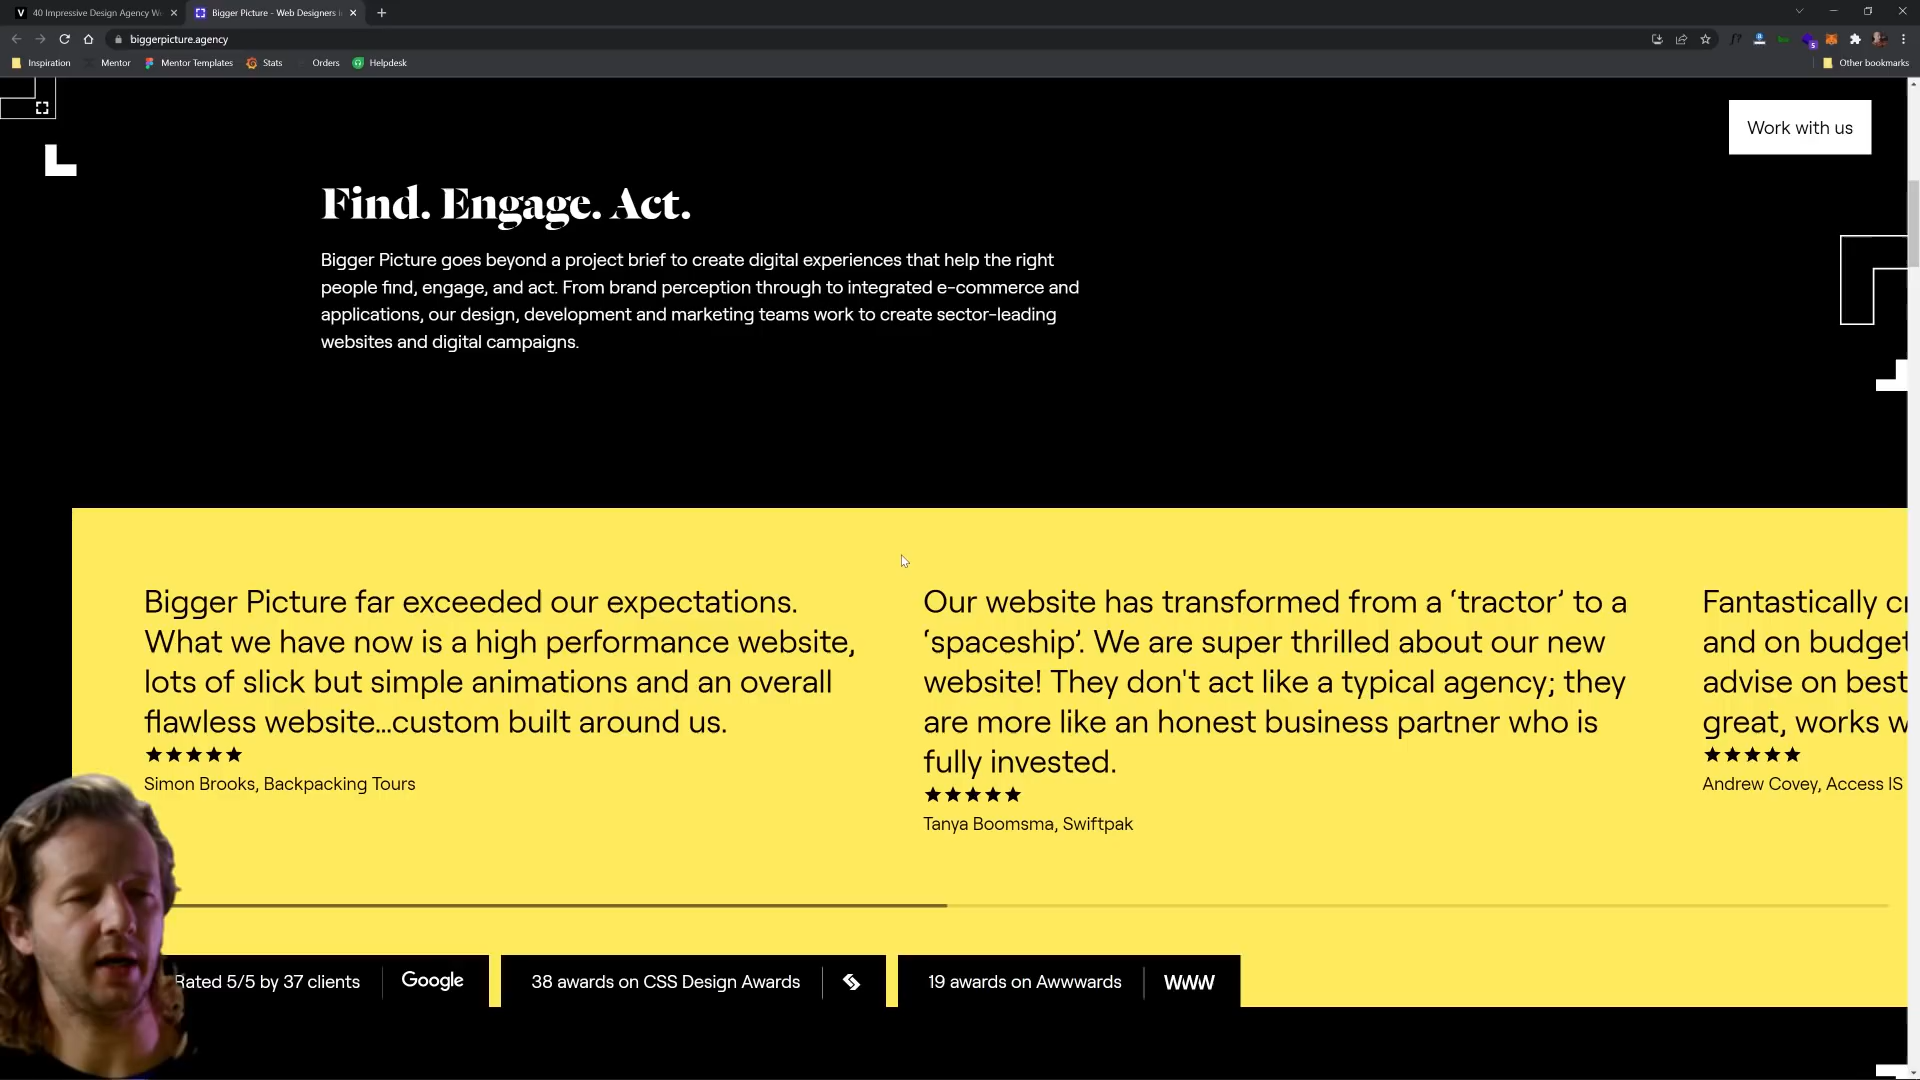 40 Impressive Design Agency W
Bigger Picture - Web Designers i
biggerpicture.agency
Inspiration
Mentor
Mentor Templates
Stats
Orders
Helpdesk
Other bookmarks
Work with us
Find. Engage. Act.
Bigger Picture goes beyond a project brief to create digital experiences that help the right
people find, engage, and act. From brand perception through to integrated e-commerce and
applications, our design, development and marketing teams work to create sector-leading
websites and digital campaigns.
Bigger Picture far exceeded our expectations.
What we have now is a high performance website,
lots of slick but simple animations and an overall
flawless website...custom built around us.
★★★★★
Simon Brooks, Backpacking Tours
Our website has transformed from a ‘tractor’ to a
‘spaceship’. We are super thrilled about our new
website! They don't act like a typical agency; they
are more like an honest business partner who is
fully invested.
★★★★★
Tanya Boomsma, Swiftpak
Fantastically cr
and on budget
advise on best
great, works w
★★★★★
Andrew Covey, Access IS
Rated 5/5 by 37 clients
Google
38 awards on CSS Design Awards
19 awards on Awwwards
WWW